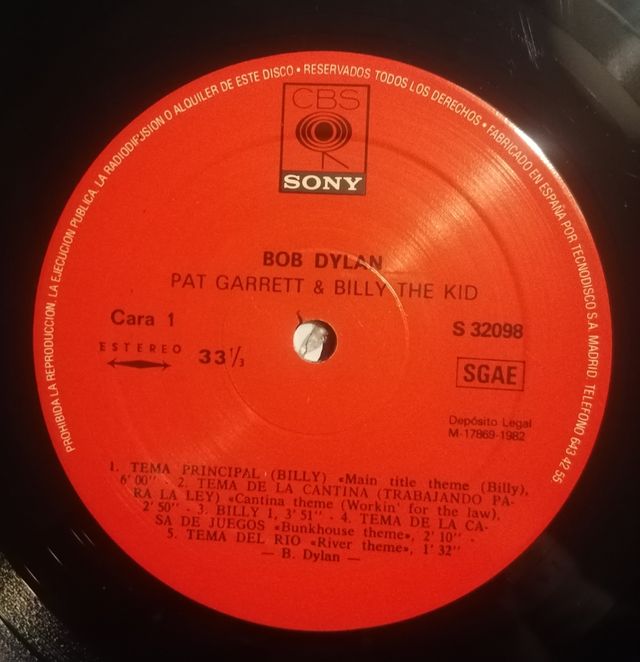 PROHIBIDA LA REPRODUCCION, LA EJECUCION PUBLICA, LA RADIODIFUSION O ALQUILER DE ESTE DISCO • RESERVADOS TODOS LOS DERECHOS • FABRICADO EN ESPAÑA POR TECNODISCO S.A. MADRID. TELEFONO 643 42 55
CBS
SONY
BOB DYLAN
PAT GARRETT & BILLY THE KID
Cara 1
S 32098
ESTEREO
33 1/3
SGAE
Depósito Legal
M-17869-1982
1. TEMA PRINCIPAL (BILLY) «Main title theme (Billy),
6'00" - 2. TEMA DE LA CANTINA (TRABAJANDO PA-
RA LA LEY) «Cantina theme (Workin' for the law),
2'50" - 3. BILLY 1, 3'51" - 4. TEMA DE LA CA-
SA DE JUEGOS «Bunkhouse theme», 2'10" -
5. TEMA DEL RIO «River theme», 1'32"
— B. Dylan —